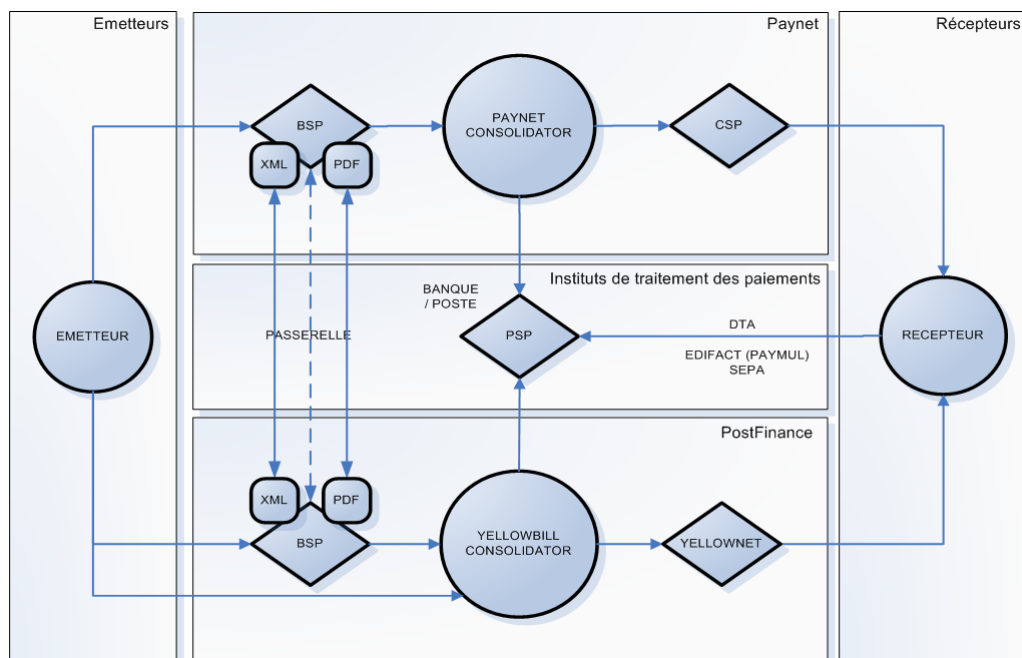 Emetteurs
Paynet
Récepteurs
BSP
PAYNET
CONSOLIDATOR
CSP
XML
PDF
Instituts de traitement des paiements
BANQUE
/ POSTE
EMETTEUR
PASSERELLE
PSP
DTA
RECEPTEUR
EDIFACT (PAYMUL)
SEPA
PostFinance
XML
PDF
BSP
YELLOWBILL
CONSOLIDATOR
YELLOWNET